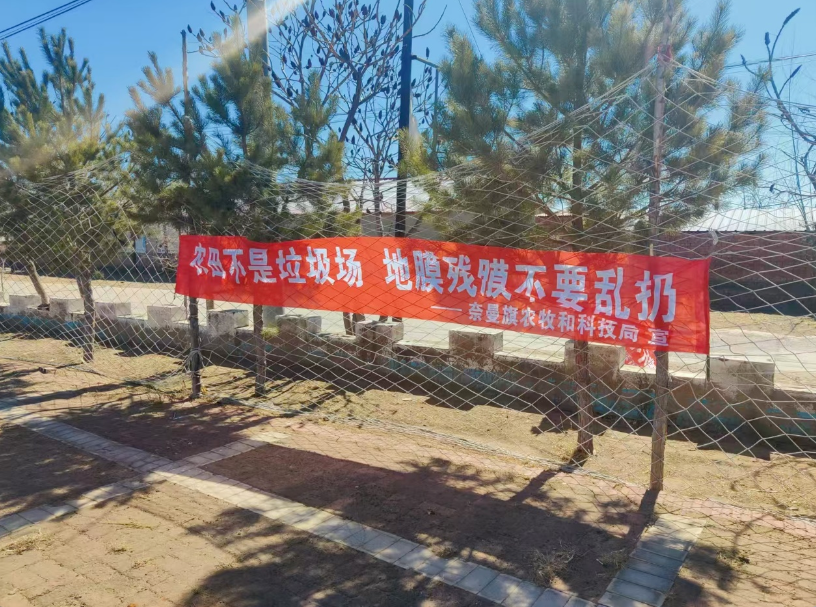 农田不是垃圾场 地膜残膜不要乱扔
——奈曼旗农牧和科技局 宣